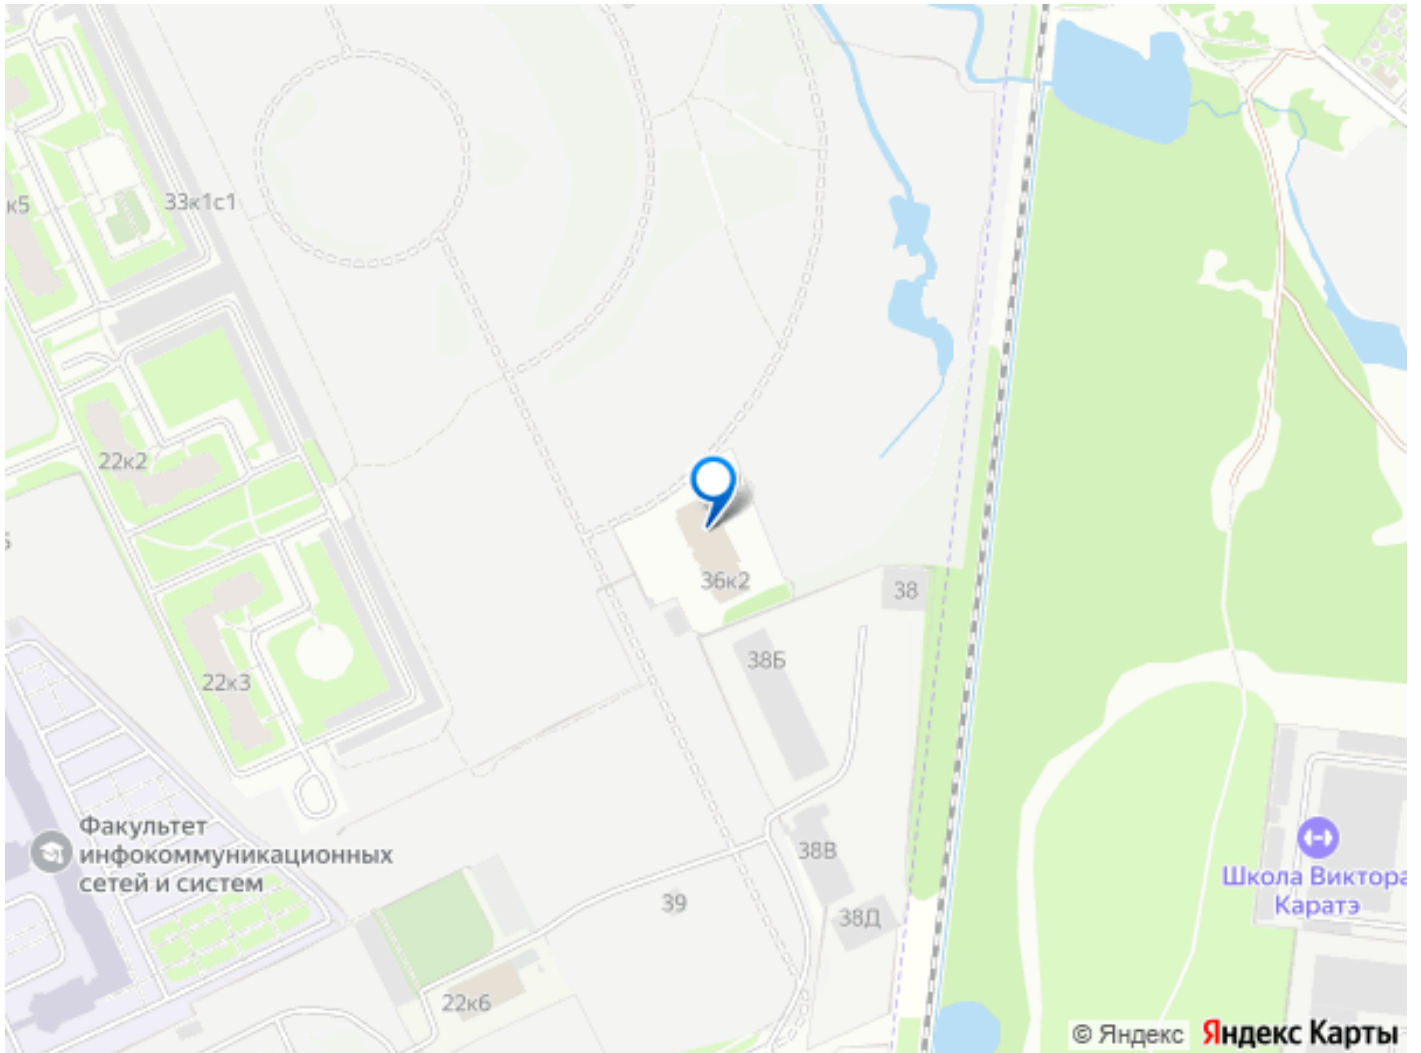 к5
33к1с1
22к2
36к2
38
38Б
22к3
Факультет
инфокоммуникационных
сетей и систем
38В
39
38Д
22к6
Школа Виктора
Каратэ
© Яндекс Яндекс Карты